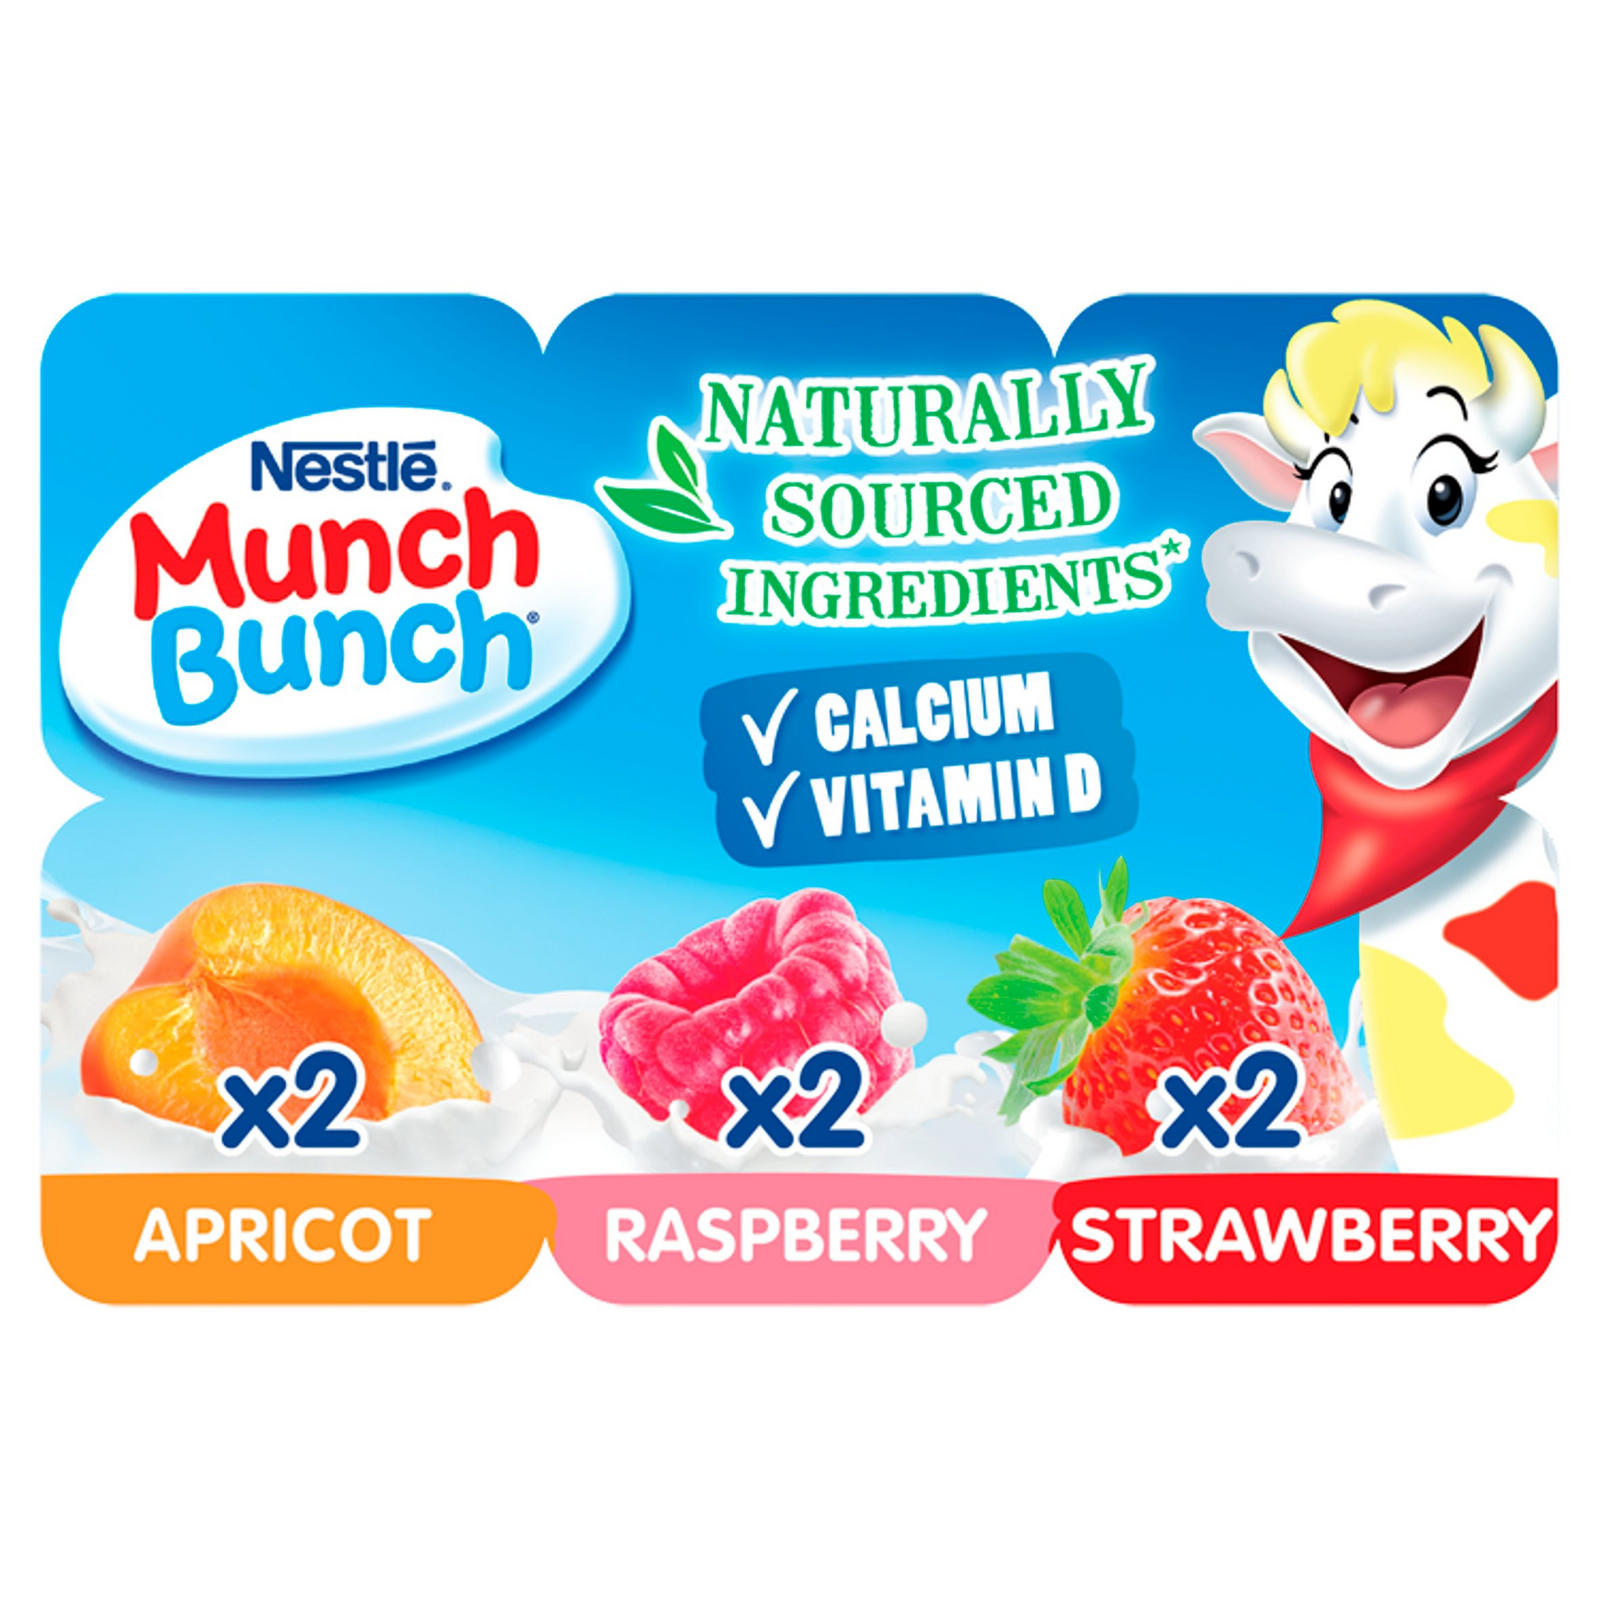 Nestlé®
Munch
Bunch®
NATURALLY
SOURCED
INGREDIENTS*
✓ CALCIUM
✓ VITAMIN D
x2
x2
x2
APRICOT
RASPBERRY
STRAWBERRY